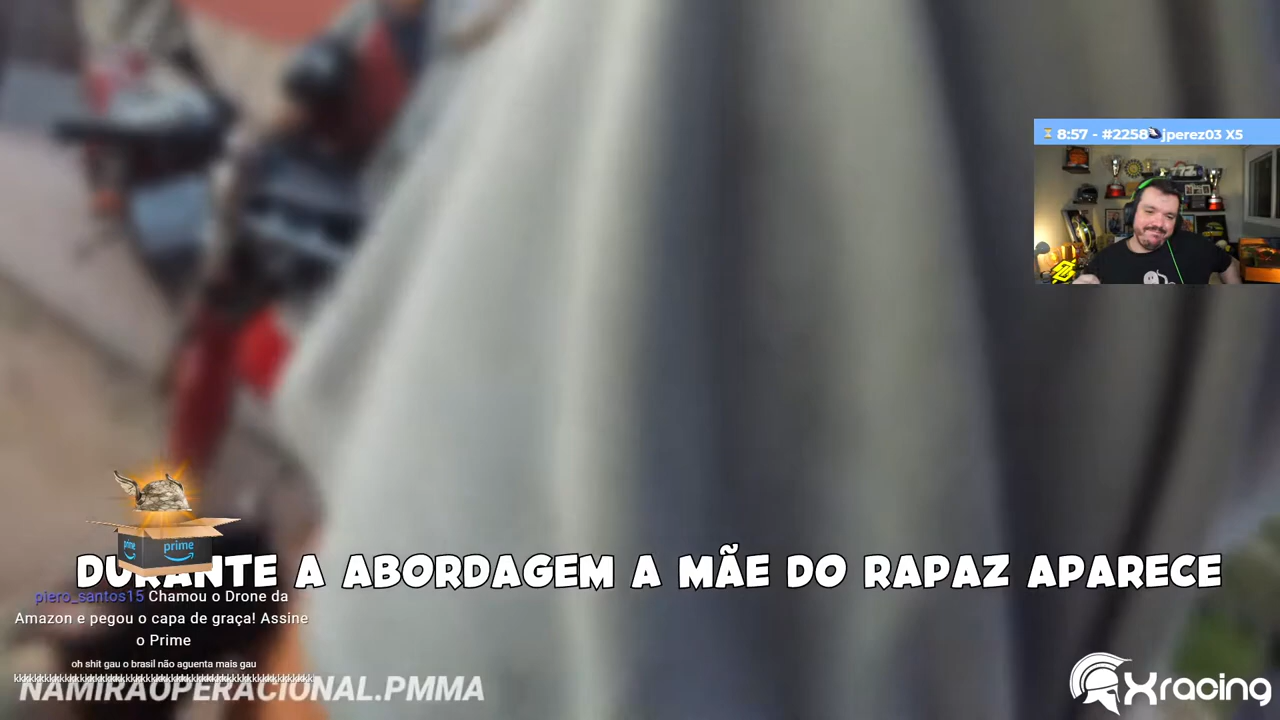 8:57 - #2258 jperez03 X5
prime
prime
DURANTE A ABORDAGEM A MÃE DO RAPAZ APARECE
piero_santos15 Chamou o Drone da
Amazon e pegou o capa de graça! Assine
o Prime
oh shit gau o brasil não aguenta mais gau
NAMIRAOPERACIONAL.PMMA
Xracing